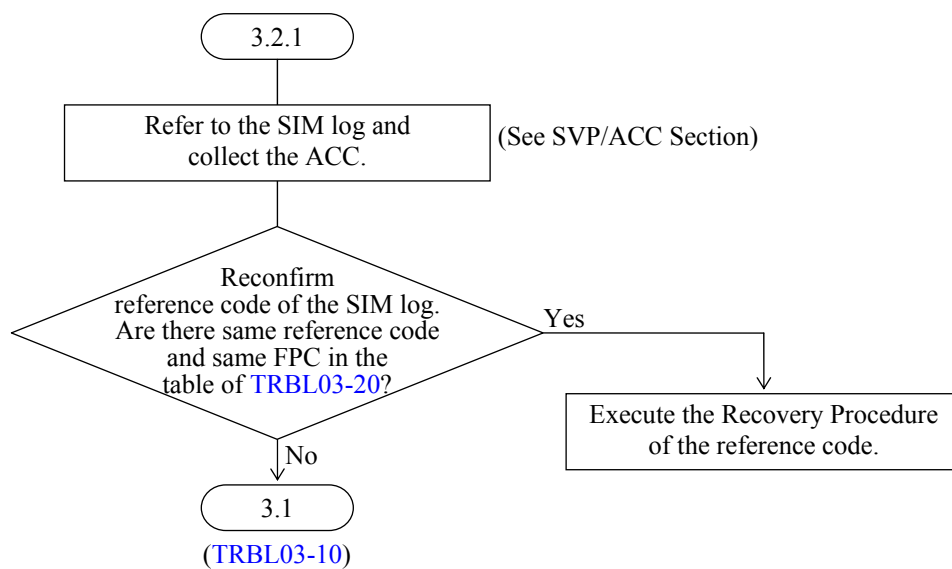 3.2.1
Refer to the SIM log and
collect the ACC.
(See SVP/ACC Section)
Reconfirm
reference code of the SIM log.
Are there same reference code
and same FPC in the
table of TRBL03-20?
Yes
Execute the Recovery Procedure
of the reference code.
No
3.1
(TRBL03-10)